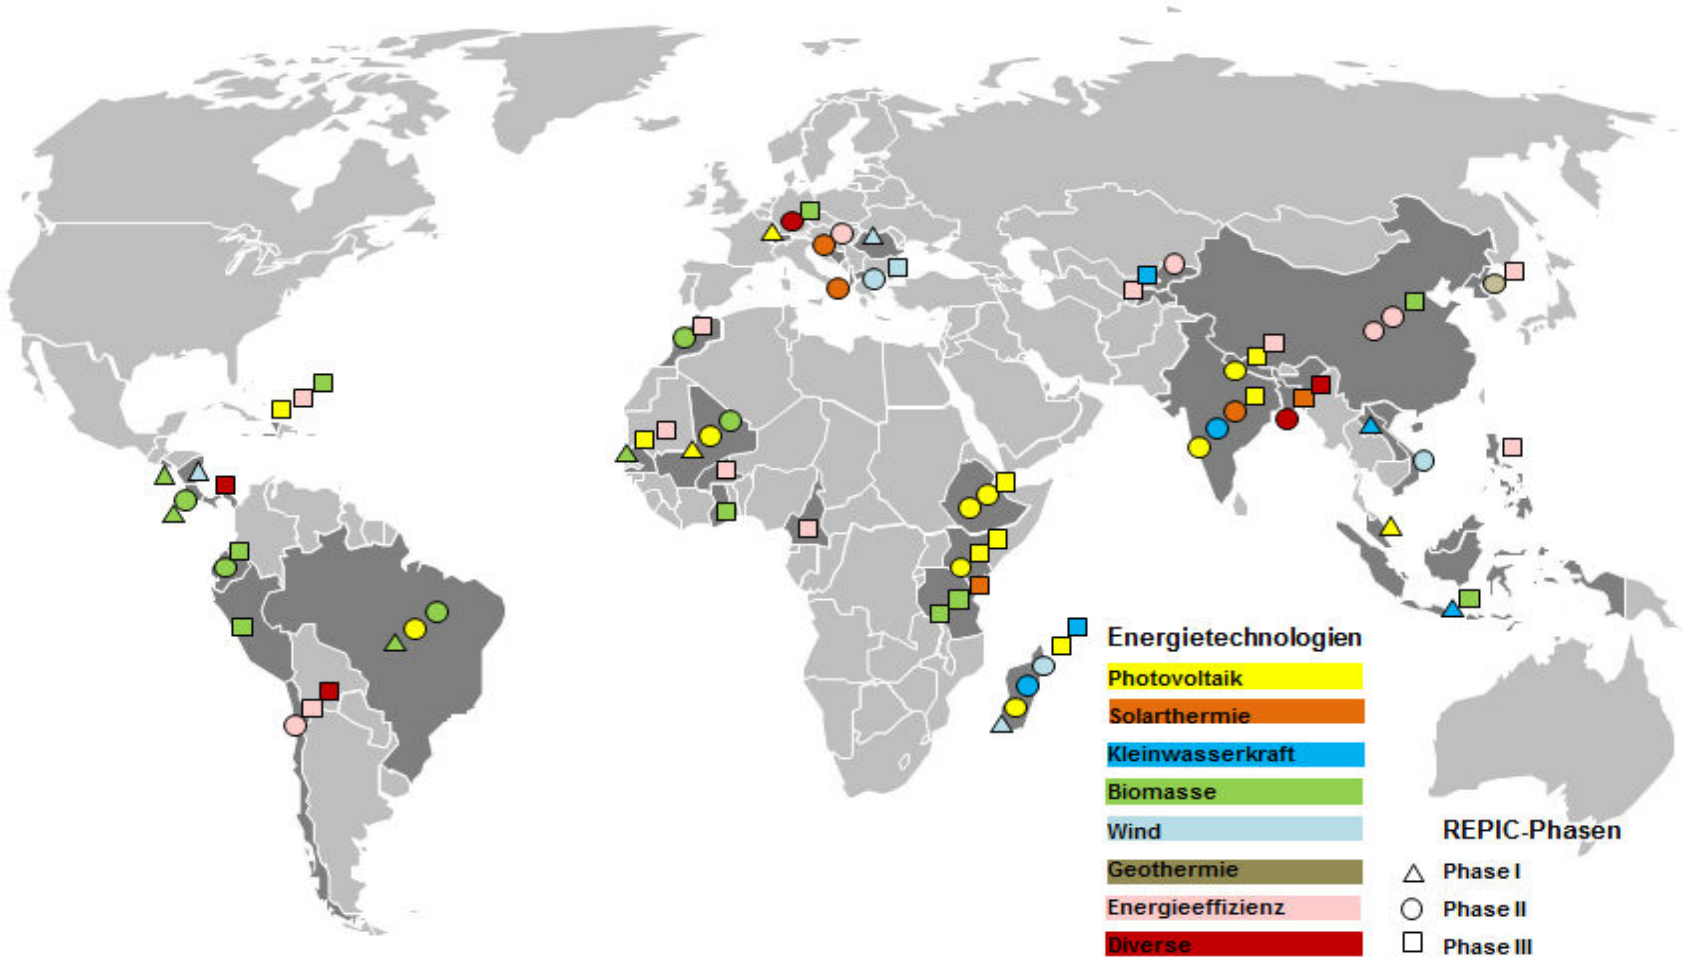 Energietechnologien
Photovoltaik
Solarthermie
Kleinwasserkraft
Biomasse
Wind
Geothermie
Energieeffizienz
Diverse
REPIC-Phasen
Phase I
Phase II
Phase III